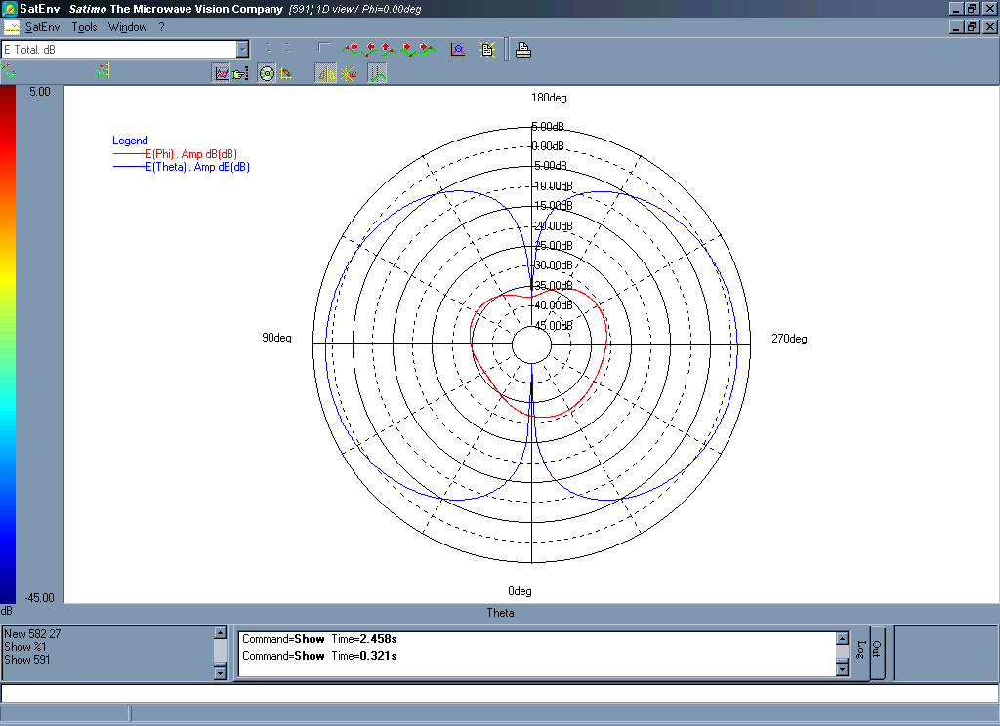 SatEnv Satimo The Microwave Vision Company [591] 1D view / Phi=0.00deg
SatEnv Tools Window ?
E Total. dB
5.00
180deg
Legend
E(Phi) . Amp dB(dB)
E(Theta) . Amp dB(dB)
5.00dB
0.00dB
5.00dB
10.00dB
15.00dB
20.00dB
25.00dB
30.00dB
35.00dB
40.00dB
45.00dB
90deg
270deg
0deg
-45.00
dB
Theta
New 582 27
Show %1
Show 591
Command=Show Time=2.458s
Command=Show Time=0.321s
Log
Out